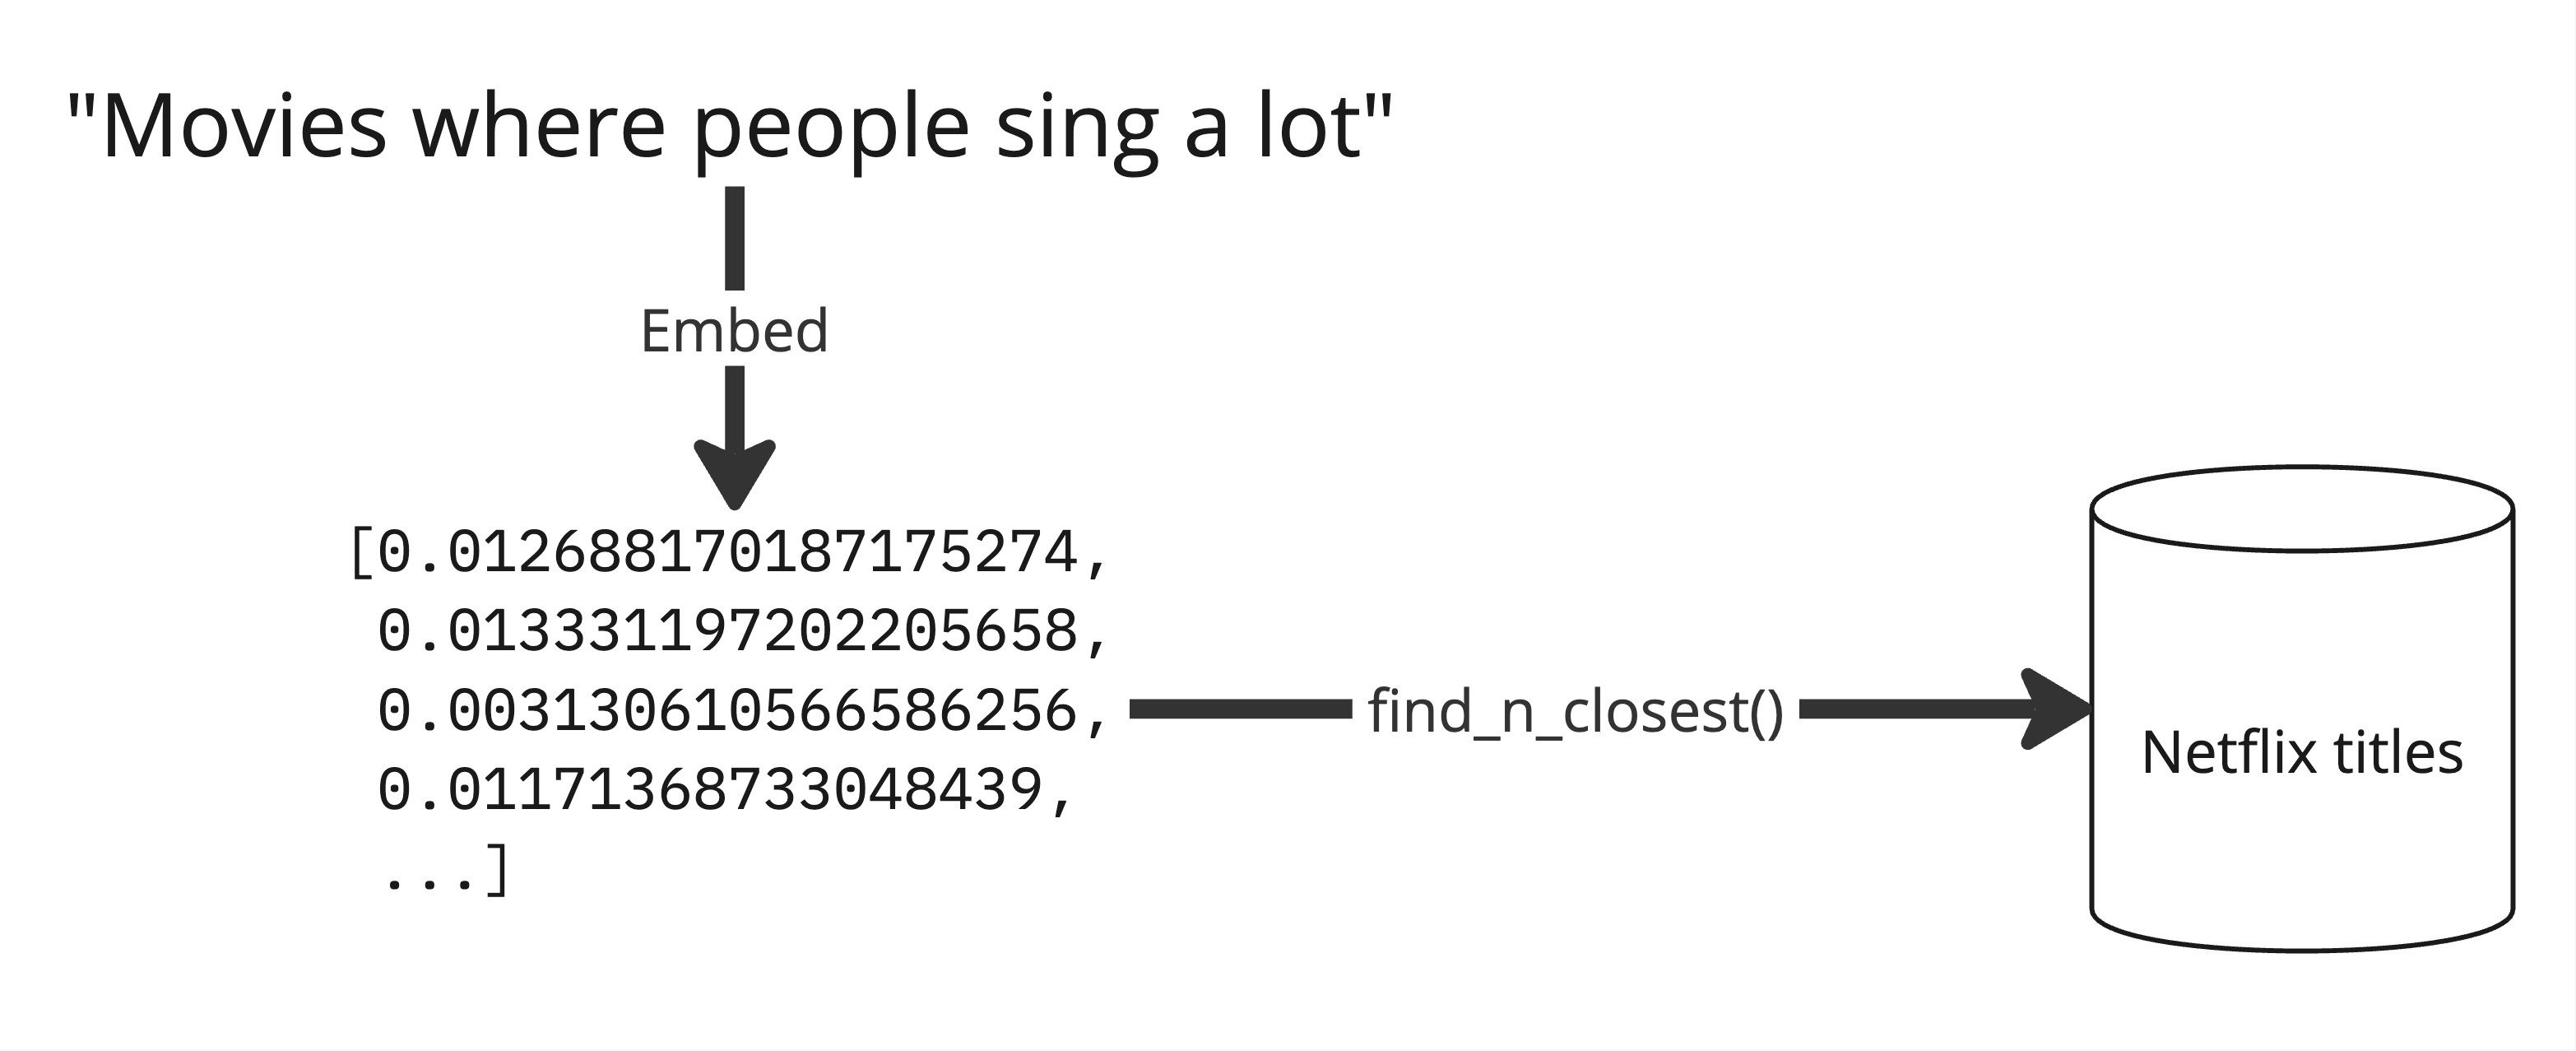 "Movies where people sing a lot"
Embed
[0.012688170187175274,
0.013331197202205658,
0.003130610566586256,
0.01171368733048439,
...]
find_n_closest()
Netflix titles